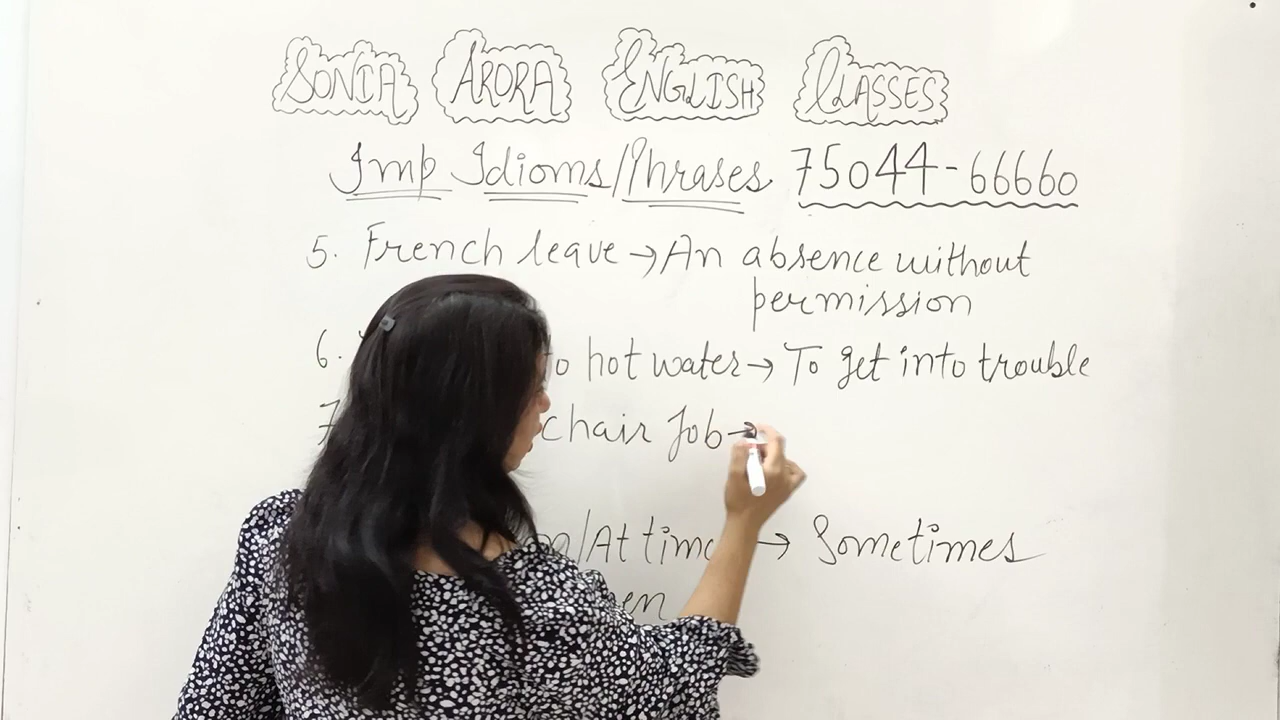 SONIA ARORA ENGLISH CLASSES
Imp Idioms/Phrases 75044-66660
5. French leave → An absence without
permission
6. hot water → To get into trouble
7 chair Job →
/At time → Sometimes